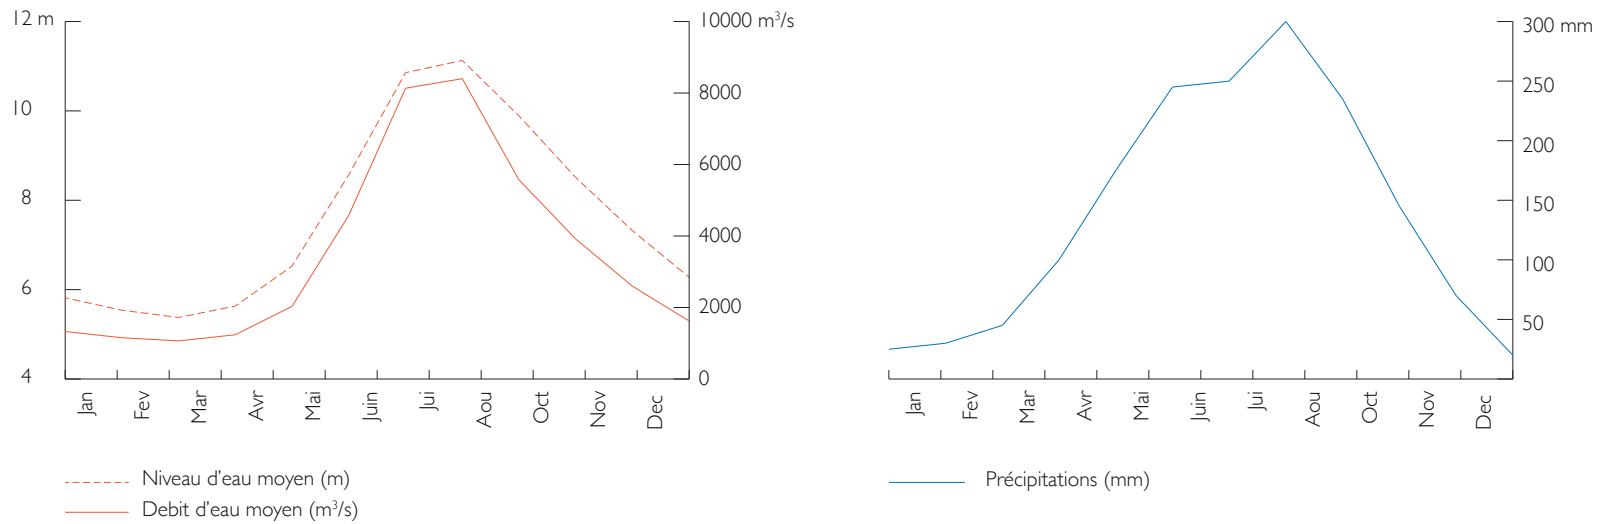 12 m
10
8
6
4
10000 m³/s
8000
6000
4000
2000
0
Jan
Fev
Mar
Avr
Mai
Juin
Jui
Aou
Oct
Nov
Dec
Niveau d'eau moyen (m)
Debit d'eau moyen (m³/s)
300 mm
250
200
150
100
50
Jan
Fev
Mar
Avr
Mai
Juin
Jui
Aou
Oct
Nov
Dec
Précipitations (mm)